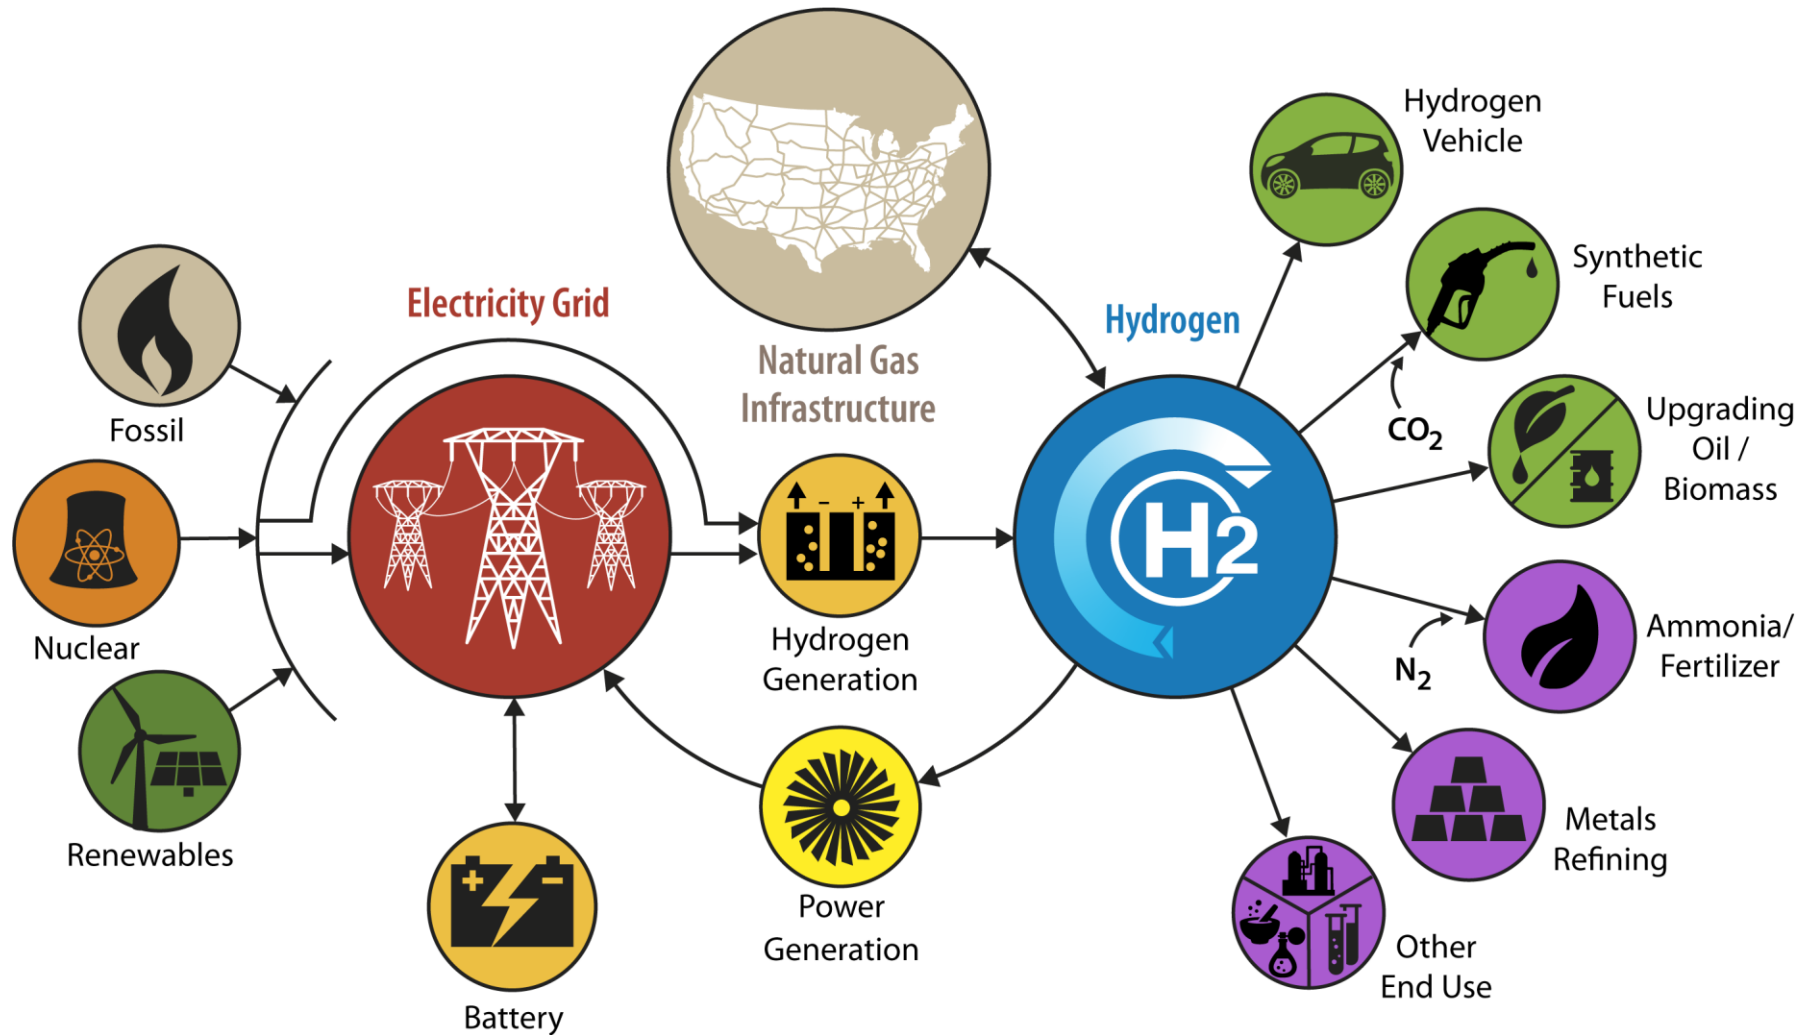 Hydrogen
Vehicle
Synthetic
Fuels
Electricity Grid
Hydrogen
Natural Gas
Infrastructure
Fossil
CO₂
Upgrading
Oil /
Biomass
- +
H2
Nuclear
Hydrogen
Generation
N₂
Ammonia/
Fertilizer
Renewables
Metals
Refining
+ -
Power
Generation
Other
End Use
Battery